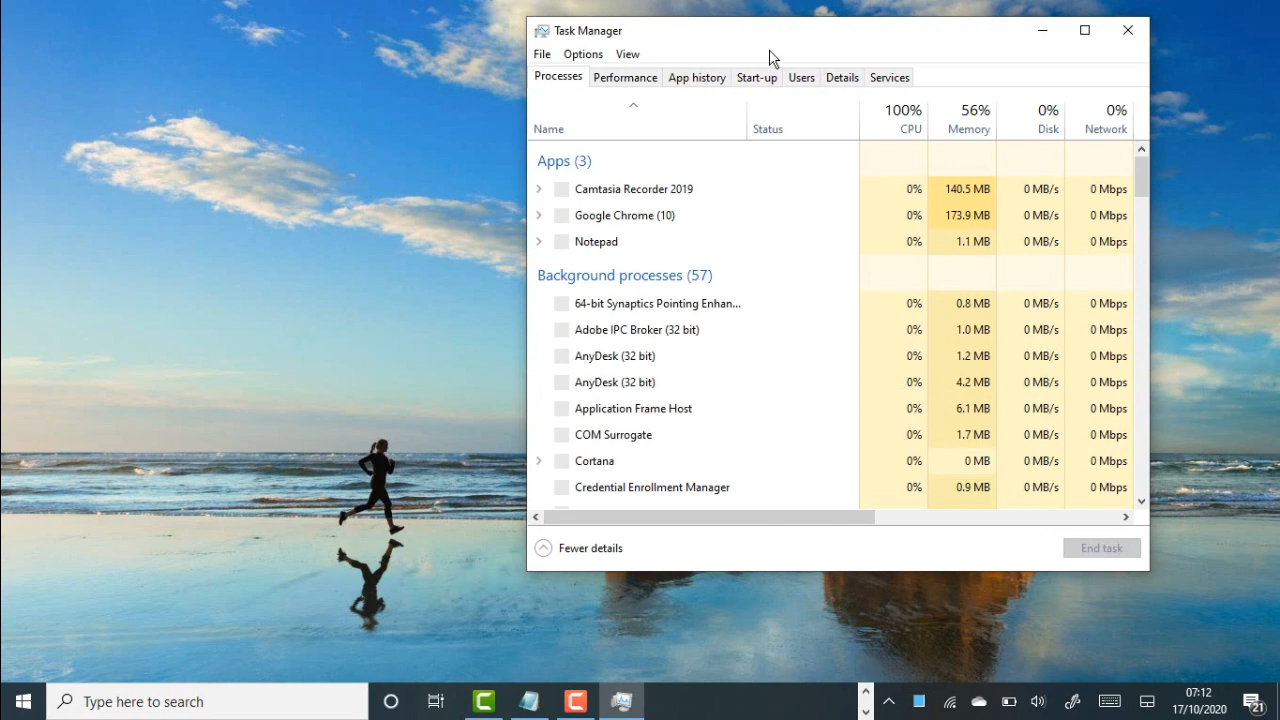 Task Manager
File Options View
Processes Performance App history Start-up Users Details Services
100% 56% 0% 0%
Name Status CPU Memory Disk Network
Apps (3)
Camtasia Recorder 2019 0% 140.5 MB 0 MB/s 0 Mbps
Google Chrome (10) 0% 173.9 MB 0 MB/s 0 Mbps
Notepad 0% 1.1 MB 0 MB/s 0 Mbps
Background processes (57)
64-bit Synaptics Pointing Enhan... 0% 0.8 MB 0 MB/s 0 Mbps
Adobe IPC Broker (32 bit) 0% 1.0 MB 0 MB/s 0 Mbps
AnyDesk (32 bit) 0% 1.2 MB 0 MB/s 0 Mbps
AnyDesk (32 bit) 0% 4.2 MB 0 MB/s 0 Mbps
Application Frame Host 0% 6.1 MB 0 MB/s 0 Mbps
COM Surrogate 0% 1.7 MB 0 MB/s 0 Mbps
Cortana 0% 0 MB 0 MB/s 0 Mbps
Credential Enrollment Manager 0% 0.9 MB 0 MB/s 0 Mbps
Fewer details End task
Type here to search
07:12
17/10/2020
21